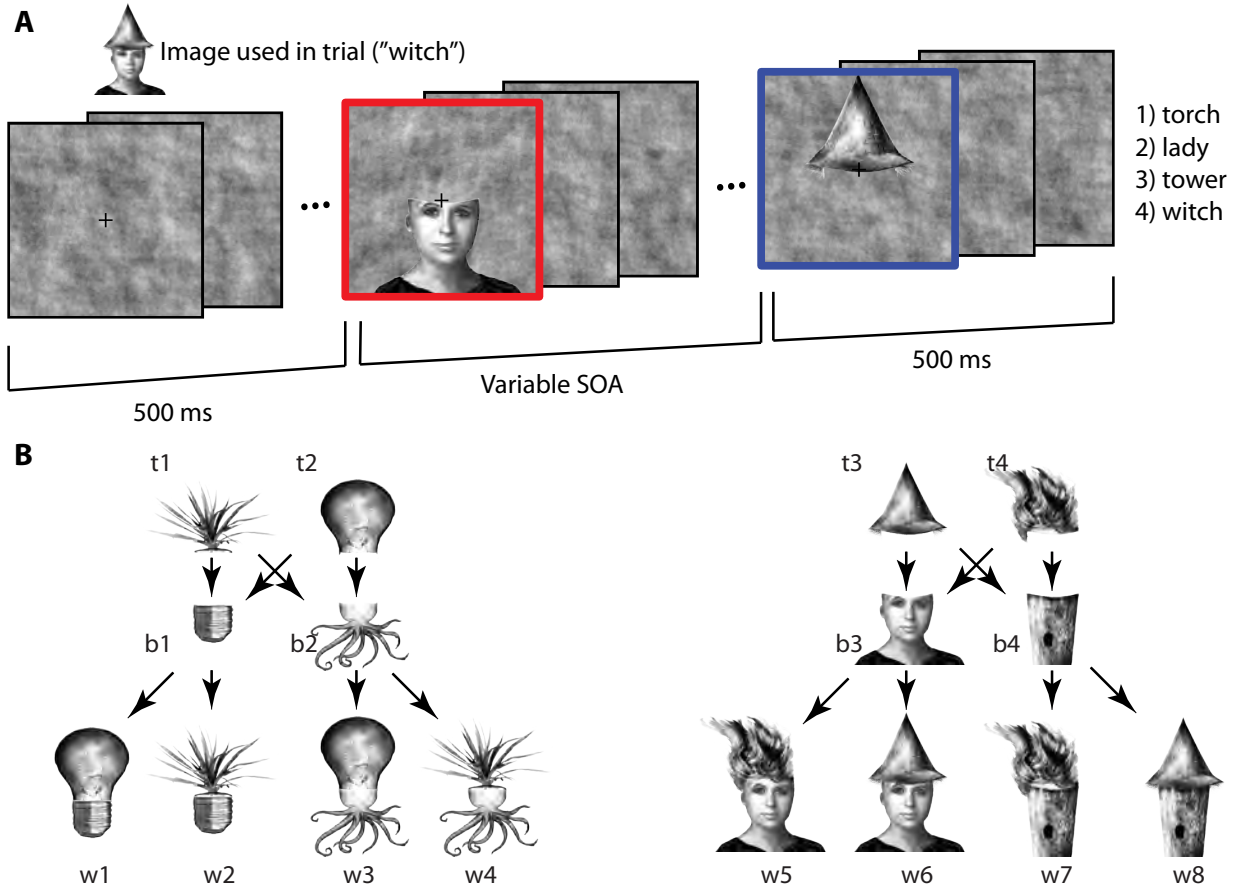 A
Image used in trial (”witch”)
1) torch
2) lady
3) tower
4) witch
500 ms
Variable SOA
500 ms
B
t1
t2
t3
t4
b1
b2
b3
b4
w1
w2
w3
w4
w5
w6
w7
w8